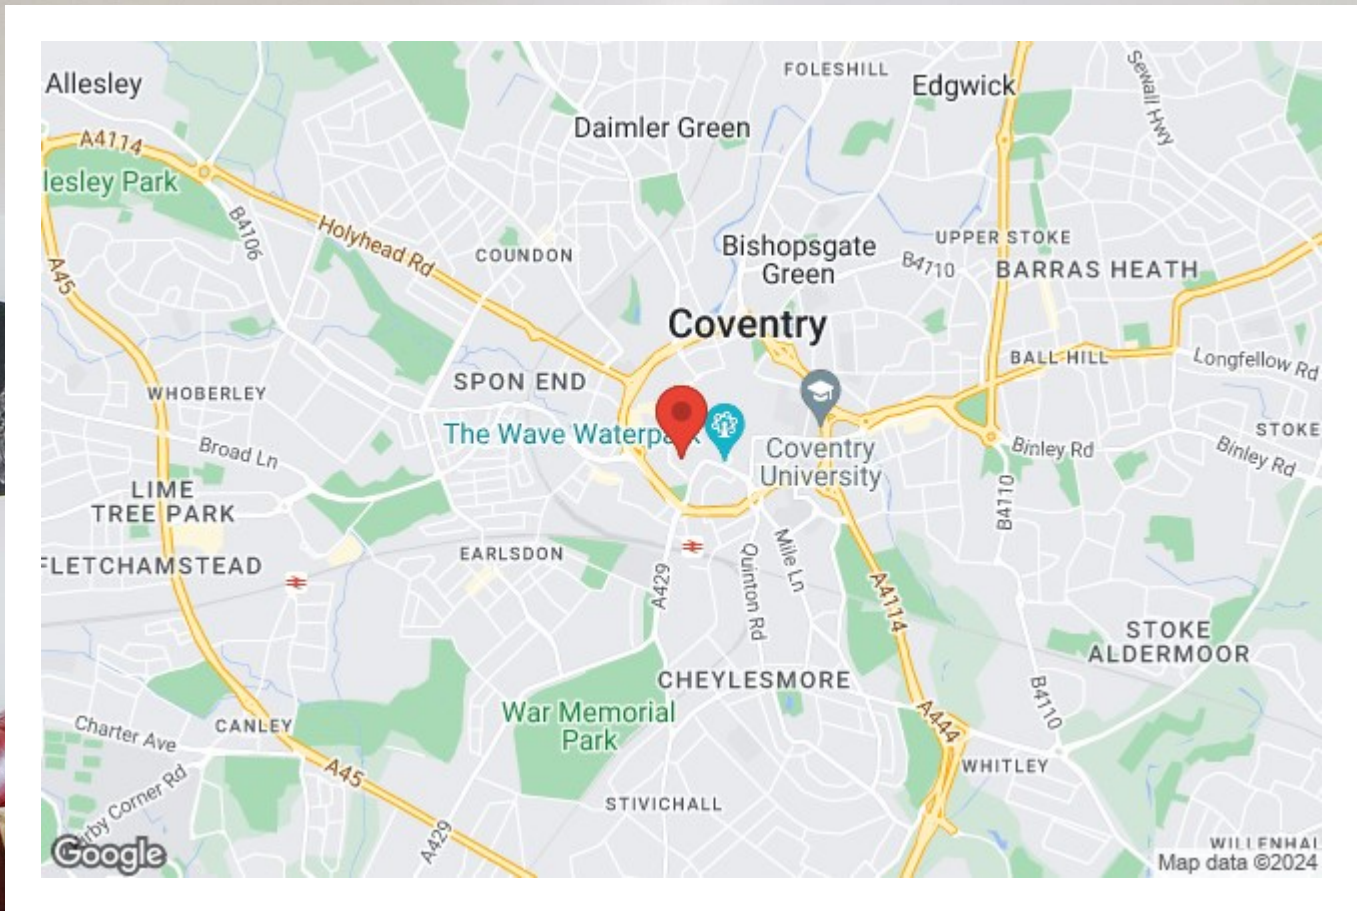 FOLESHILL
Allesley
Edgwick
Sewall Hwy
Daimler Green
A4114
lesley Park
B4106
Holyhead Rd
COUNDON
Bishopsgate
Green
UPPER STOKE
B4710
BARRAS HEATH
A45
Coventry
BALL HILL
Longfellow Rd
SPON END
WHOBERLEY
The Wave Waterpark
STOKE
Broad Ln
Coventry
University
Binley Rd
Binley Rd
LIME
TREE PARK
B4110
EARLSDON
FLETCHAMSTEAD
A429
Quinton Rd
Mile Ln
A4114
STOKE
ALDERMOOR
CHEYLESMORE
B4110
War Memorial
Park
A444
Charter Ave
CANLEY
WHITLEY
A45
rby Corner Rd
STIVICHALL
A429
WILLENHAL
Google
Map data ©2024